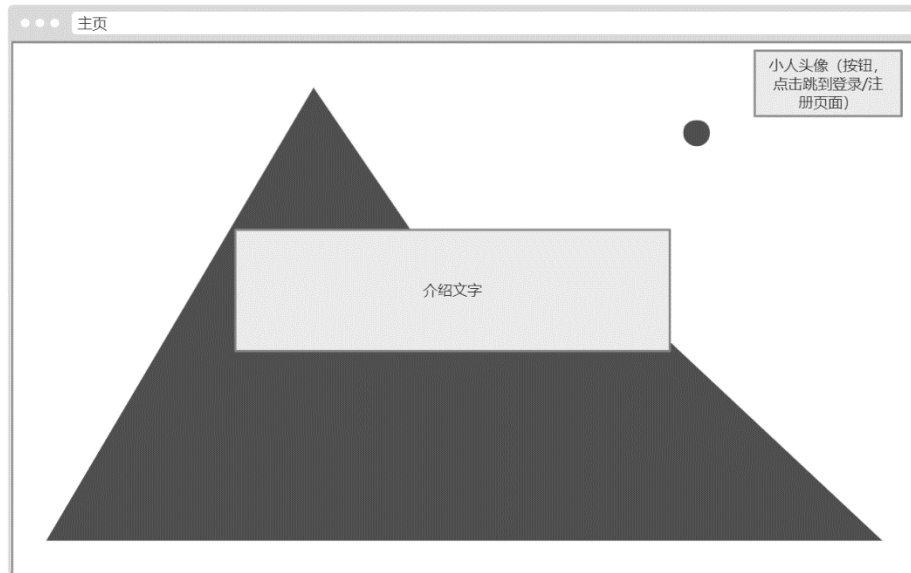 主页
小人头像（按钮，
点击跳到登录/注
册页面）
介绍文字